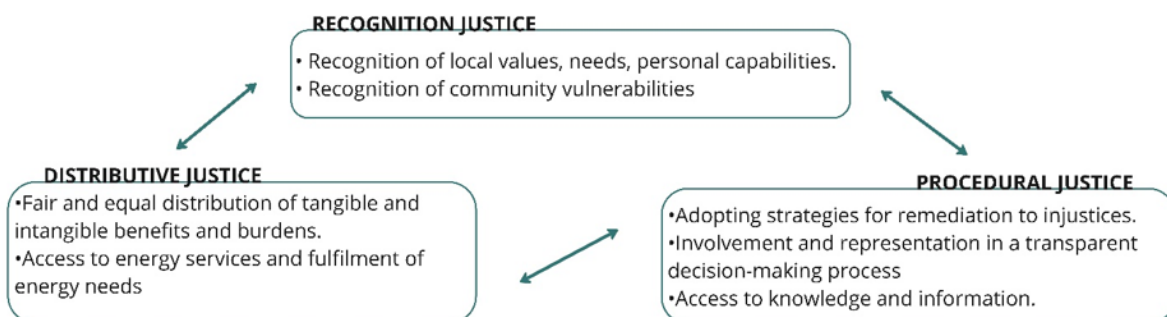 RECOGNITION JUSTICE
• Recognition of local values, needs, personal capabilities.
• Recognition of community vulnerabilities
DISTRIBUTIVE JUSTICE
•Fair and equal distribution of tangible and
intangible benefits and burdens.
•Access to energy services and fulfilment of
energy needs
PROCEDURAL JUSTICE
•Adopting strategies for remediation to injustices.
•Involvement and representation in a transparent
decision-making process
•Access to knowledge and information.